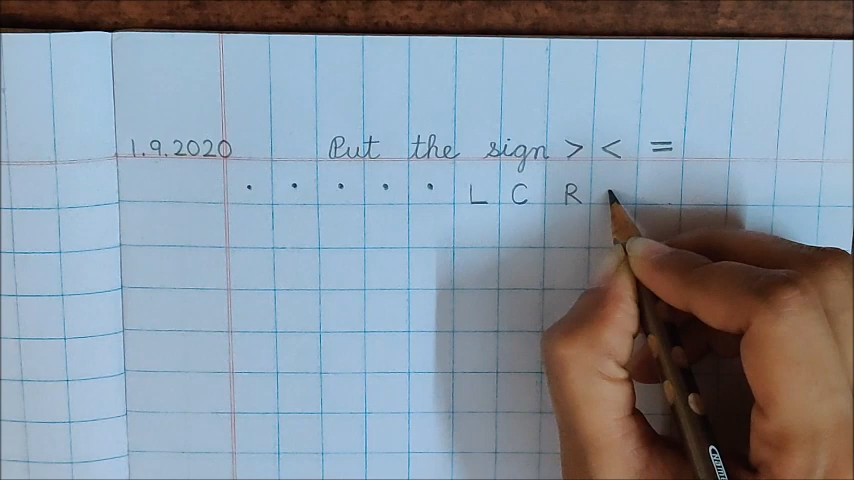 1.9.2020 Put the sign > < =
. . . . . L C R